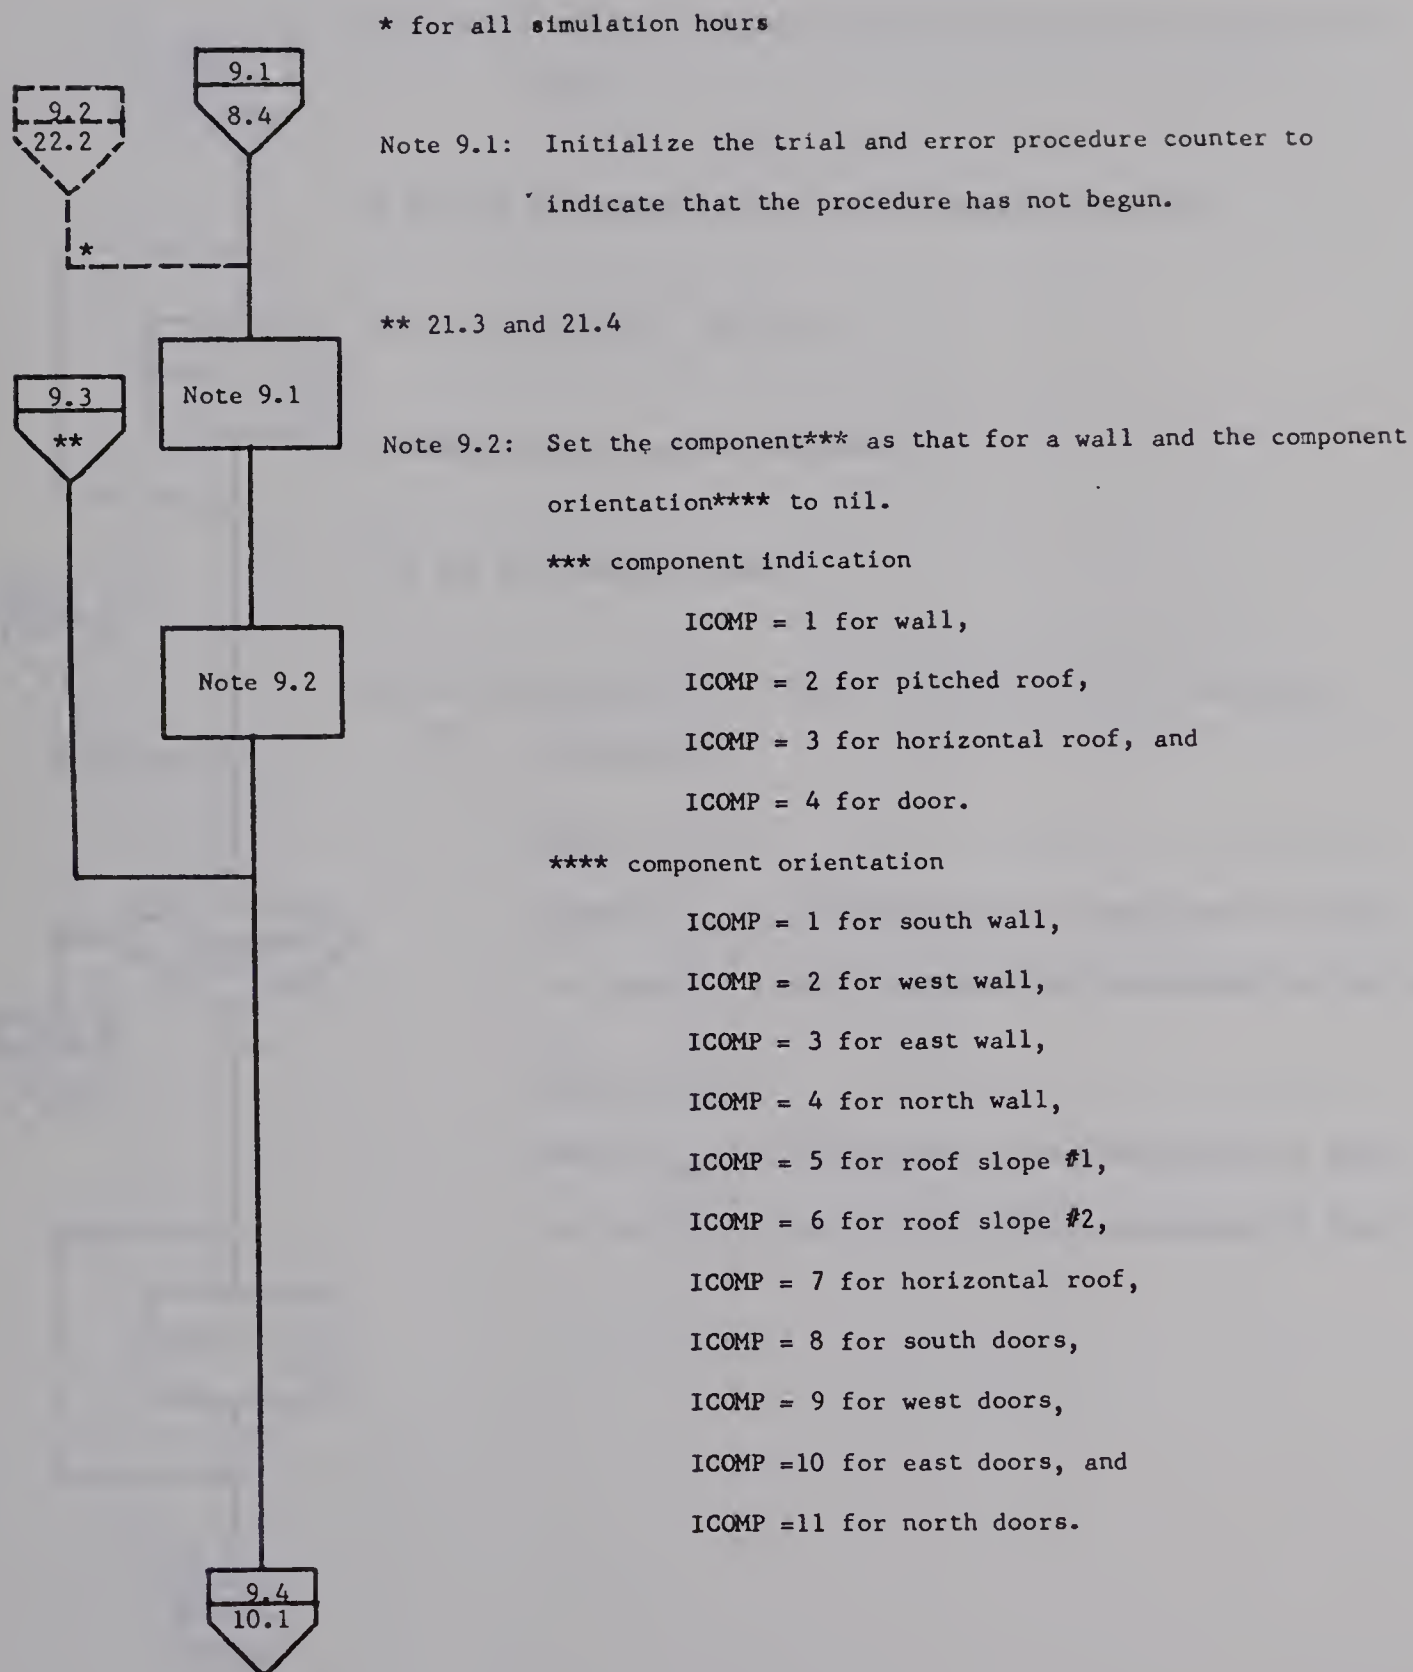 * for all simulation hours
9.1
8.4
9.2
22.2
Note 9.1: Initialize the trial and error procedure counter to
indicate that the procedure has not begun.
*
** 21.3 and 21.4
Note 9.1
9.3
**
Note 9.2: Set the component*** as that for a wall and the component
orientation**** to nil.
*** component indication
ICOMP = 1 for wall,
Note 9.2
ICOMP = 2 for pitched roof,
ICOMP = 3 for horizontal roof, and
ICOMP = 4 for door.
**** component orientation
ICOMP = 1 for south wall,
ICOMP = 2 for west wall,
ICOMP = 3 for east wall,
ICOMP = 4 for north wall,
ICOMP = 5 for roof slope #1,
ICOMP = 6 for roof slope #2,
ICOMP = 7 for horizontal roof,
ICOMP = 8 for south doors,
ICOMP = 9 for west doors,
ICOMP =10 for east doors, and
ICOMP =11 for north doors.
9.4
10.1